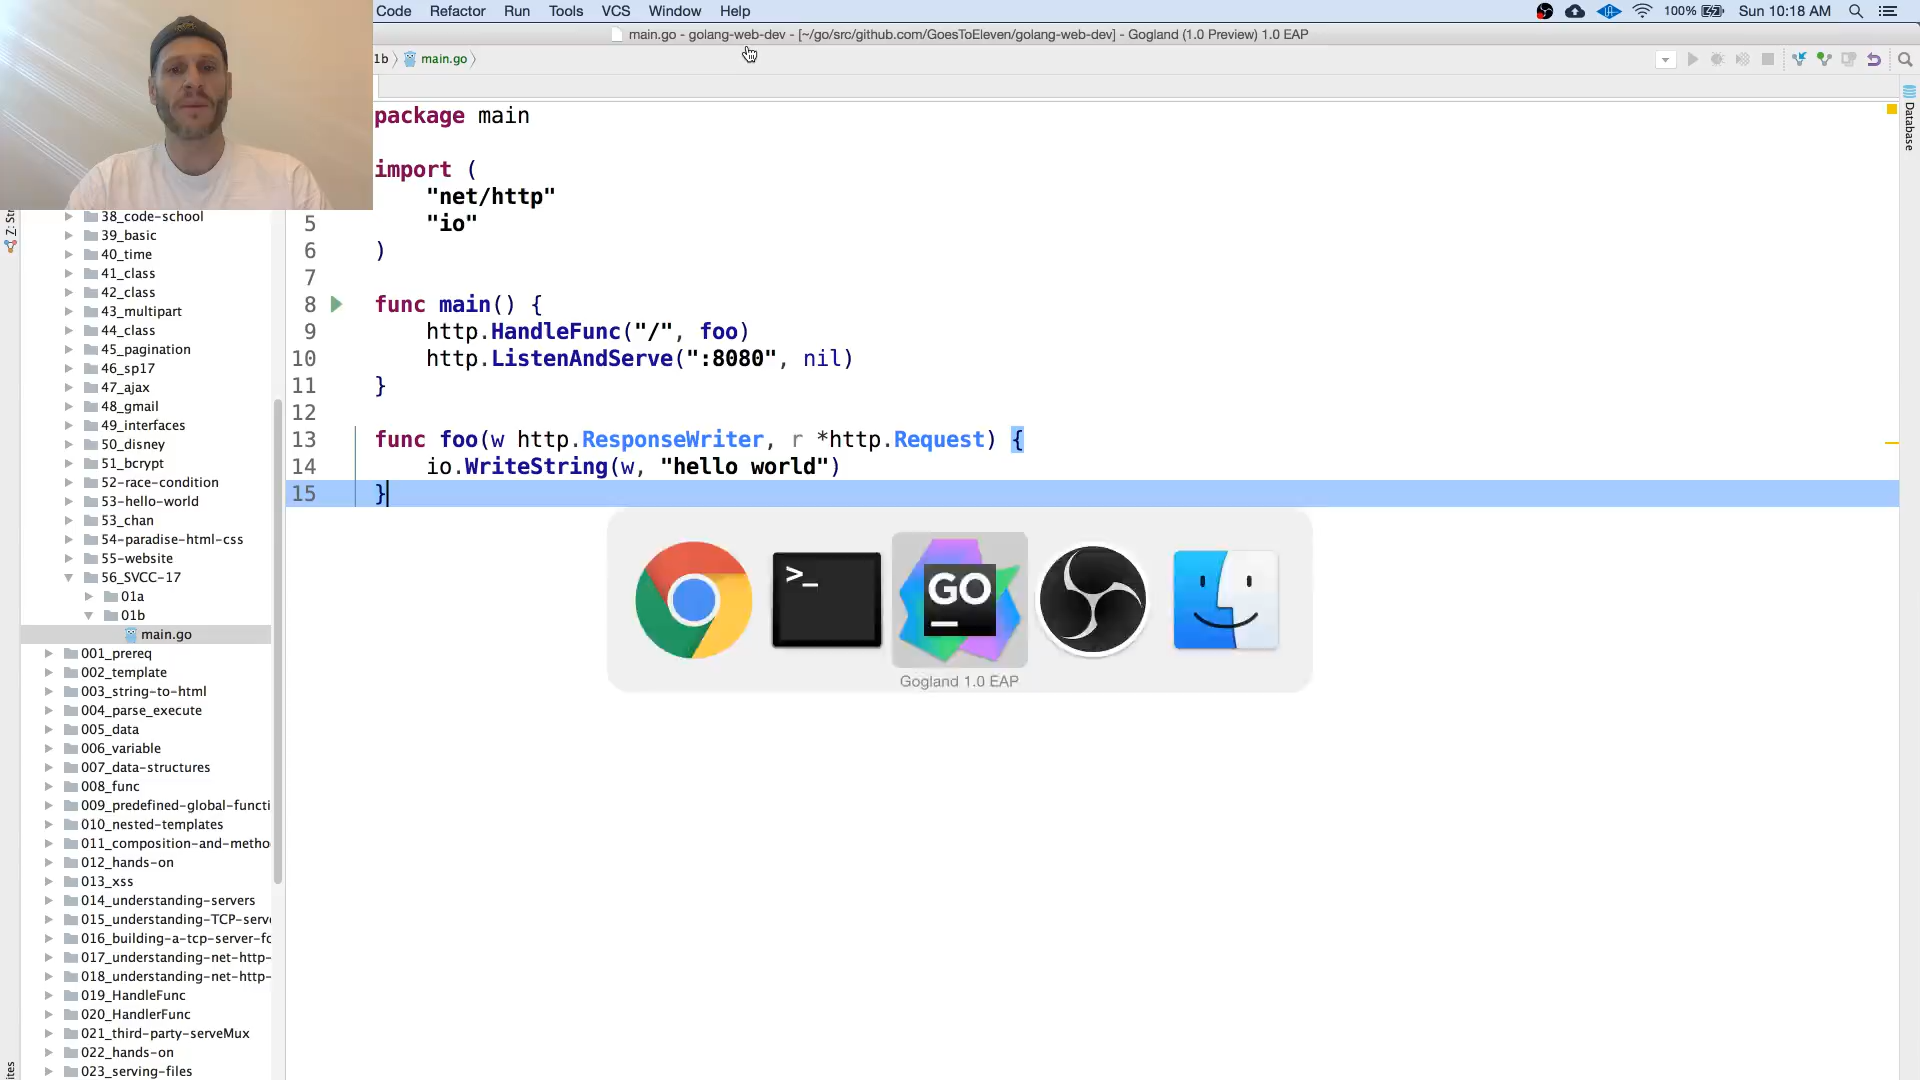 Code Refactor Run Tools VCS Window Help
100% Sun 10:18 AM
main.go - golang-web-dev - [~/go/src/github.com/GoesToEleven/golang-web-dev] - Gogland (1.0 Preview) 1.0 EAP
1b main.go
Database
package main
import (
"net/http"
5 "io"
6 )
7
8 func main() {
9 http.HandleFunc("/", foo)
10 http.ListenAndServe(":8080", nil)
11 }
12
13 func foo(w http.ResponseWriter, r *http.Request) {
14 io.WriteString(w, "hello world")
15 }
>_
GO
Gogland 1.0 EAP
38_code-school
39_basic
40_time
41_class
42_class
43_multipart
44_class
45_pagination
46_sp17
47_ajax
48_gmail
49_interfaces
50_disney
51_bcrypt
52-race-condition
53-hello-world
53_chan
54-paradise-html-css
55-website
56_SVCC-17
01a
01b
main.go
001_prereq
002_template
003_string-to-html
004_parse_execute
005_data
006_variable
007_data-structures
008_func
009_predefined-global-functi
010_nested-templates
011_composition-and-metho
012_hands-on
013_xss
014_understanding-servers
015_understanding-TCP-serve
016_building-a-tcp-server-fo
017_understanding-net-http-
018_understanding-net-http-
019_HandleFunc
020_HandlerFunc
021_third-party-serveMux
022_hands-on
023_serving-files